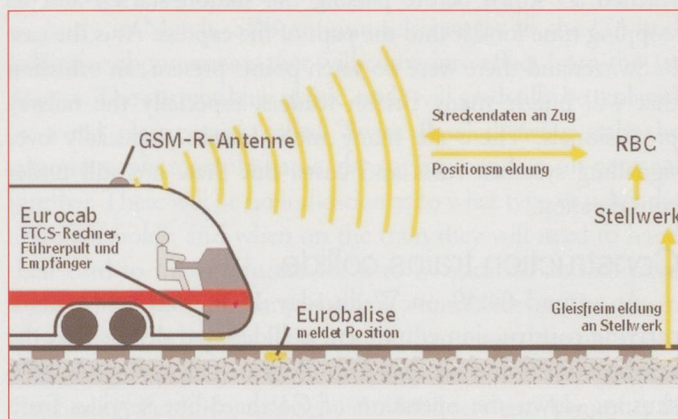 GSM-R-Antenne
Streckendaten an Zug
Positionsmeldung
RBC
Eurocab
ETCS-Rechner,
Führerpult und
Empfänger
Stellwerk
Eurobalise
meldet Position
Gleisfreimeldung
an Stellwerk